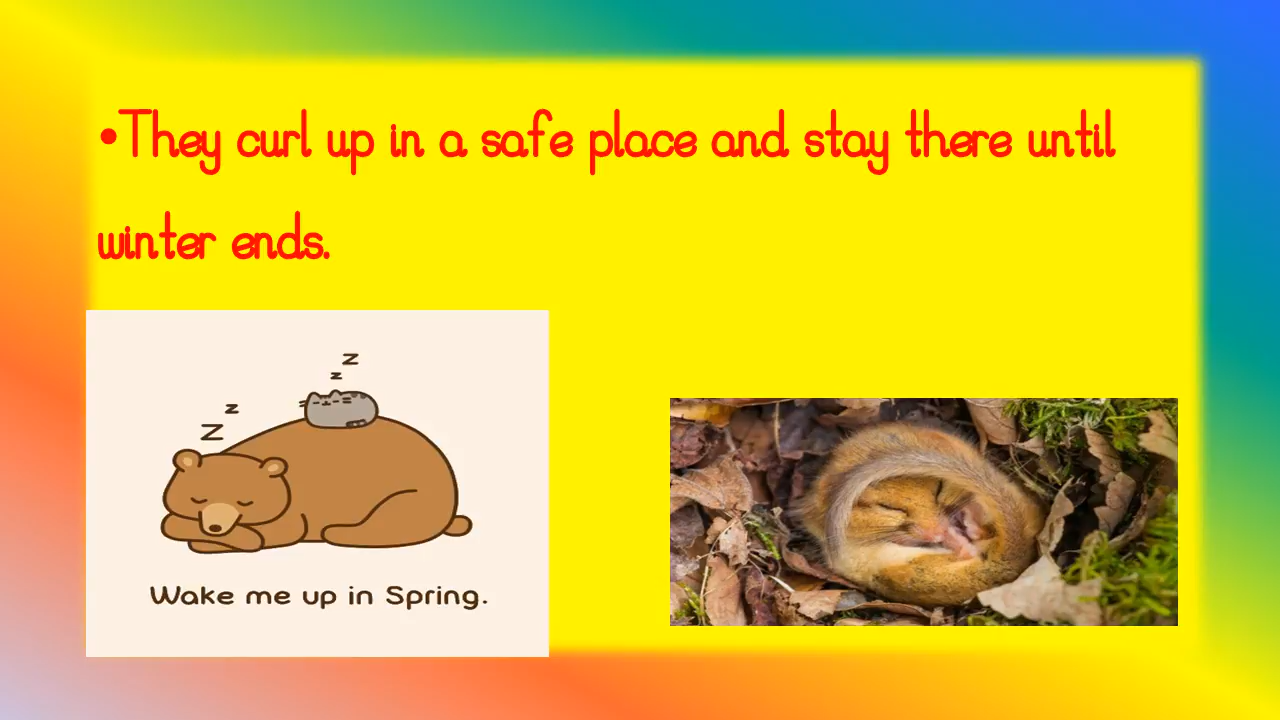 •They curl up in a safe place and stay there until
winter ends.
z
z
z
z
Wake me up in Spring.